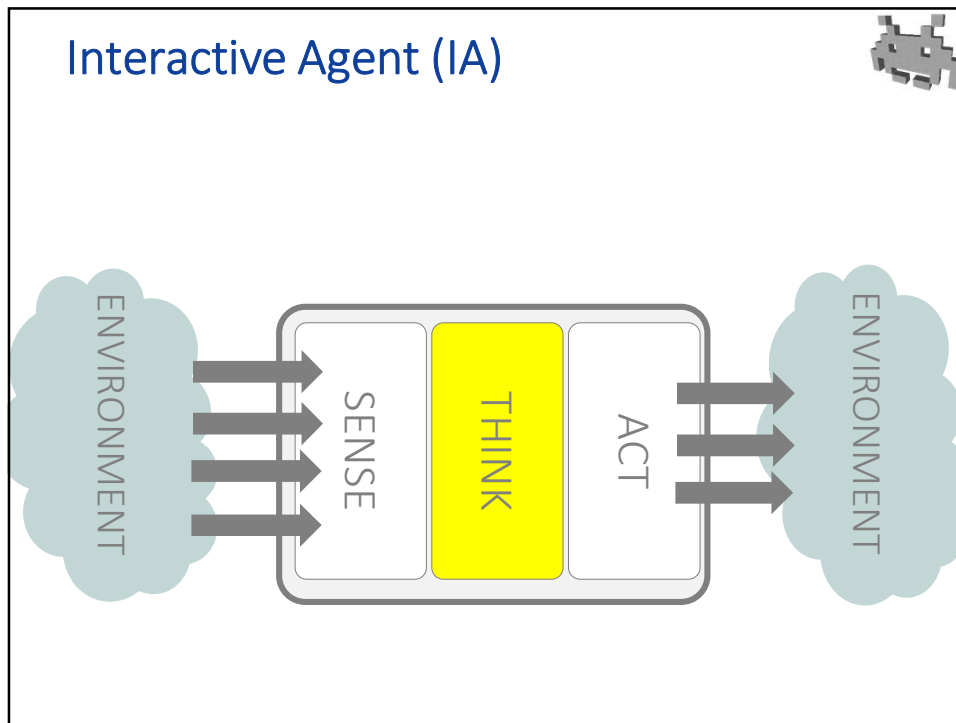 Interactive Agent (IA)
ENVIRONMENT
SENSE
THINK
ACT
ENVIRONMENT